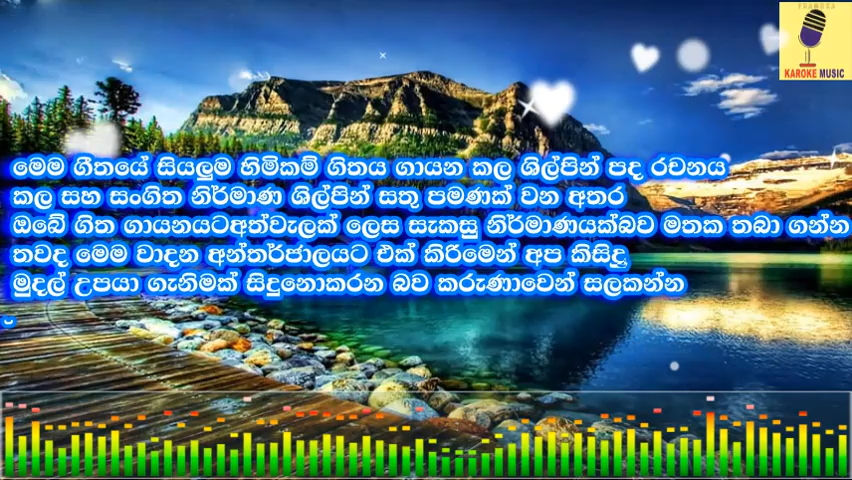 PRAMUKA
KAROKE MUSIC
මෙම ගීතයේ සියලුම හිමිකම් ගිතය ගායන කල ශිල්පින් පද රචනය
කල සහ සංගිත නිර්මාණ ශිල්පින් සතු පමණක් වන අතර
ඔබේ ගිත ගායනයටඅත්වැලක් ලෙස සැකසු නිර්මාණයක්බව මතක තබා ගන්න
තවද මෙම වාදන අන්තර්ජාලයට එක් කිරිමෙන් අප කිසිදු
මුදල් උපයා ගැනිමක් සිදුනොකරන බව කරුණාවෙන් සලකන්න